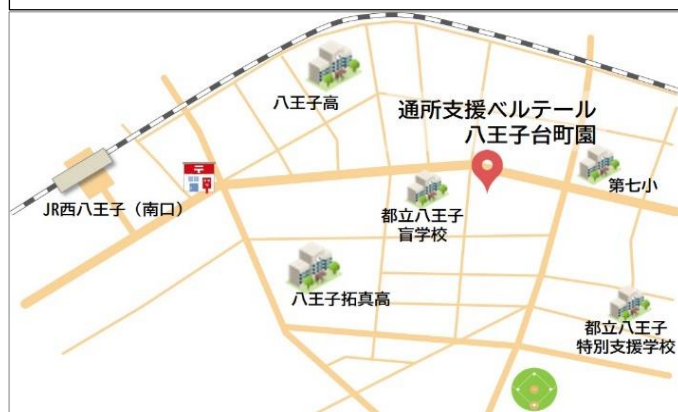 八王子高
通所支援ベルテール
八王子台町園
第七小
〒
JR西八王子（南口）
都立八王子
盲学校
八王子拓真高
都立八王子
特別支援学校